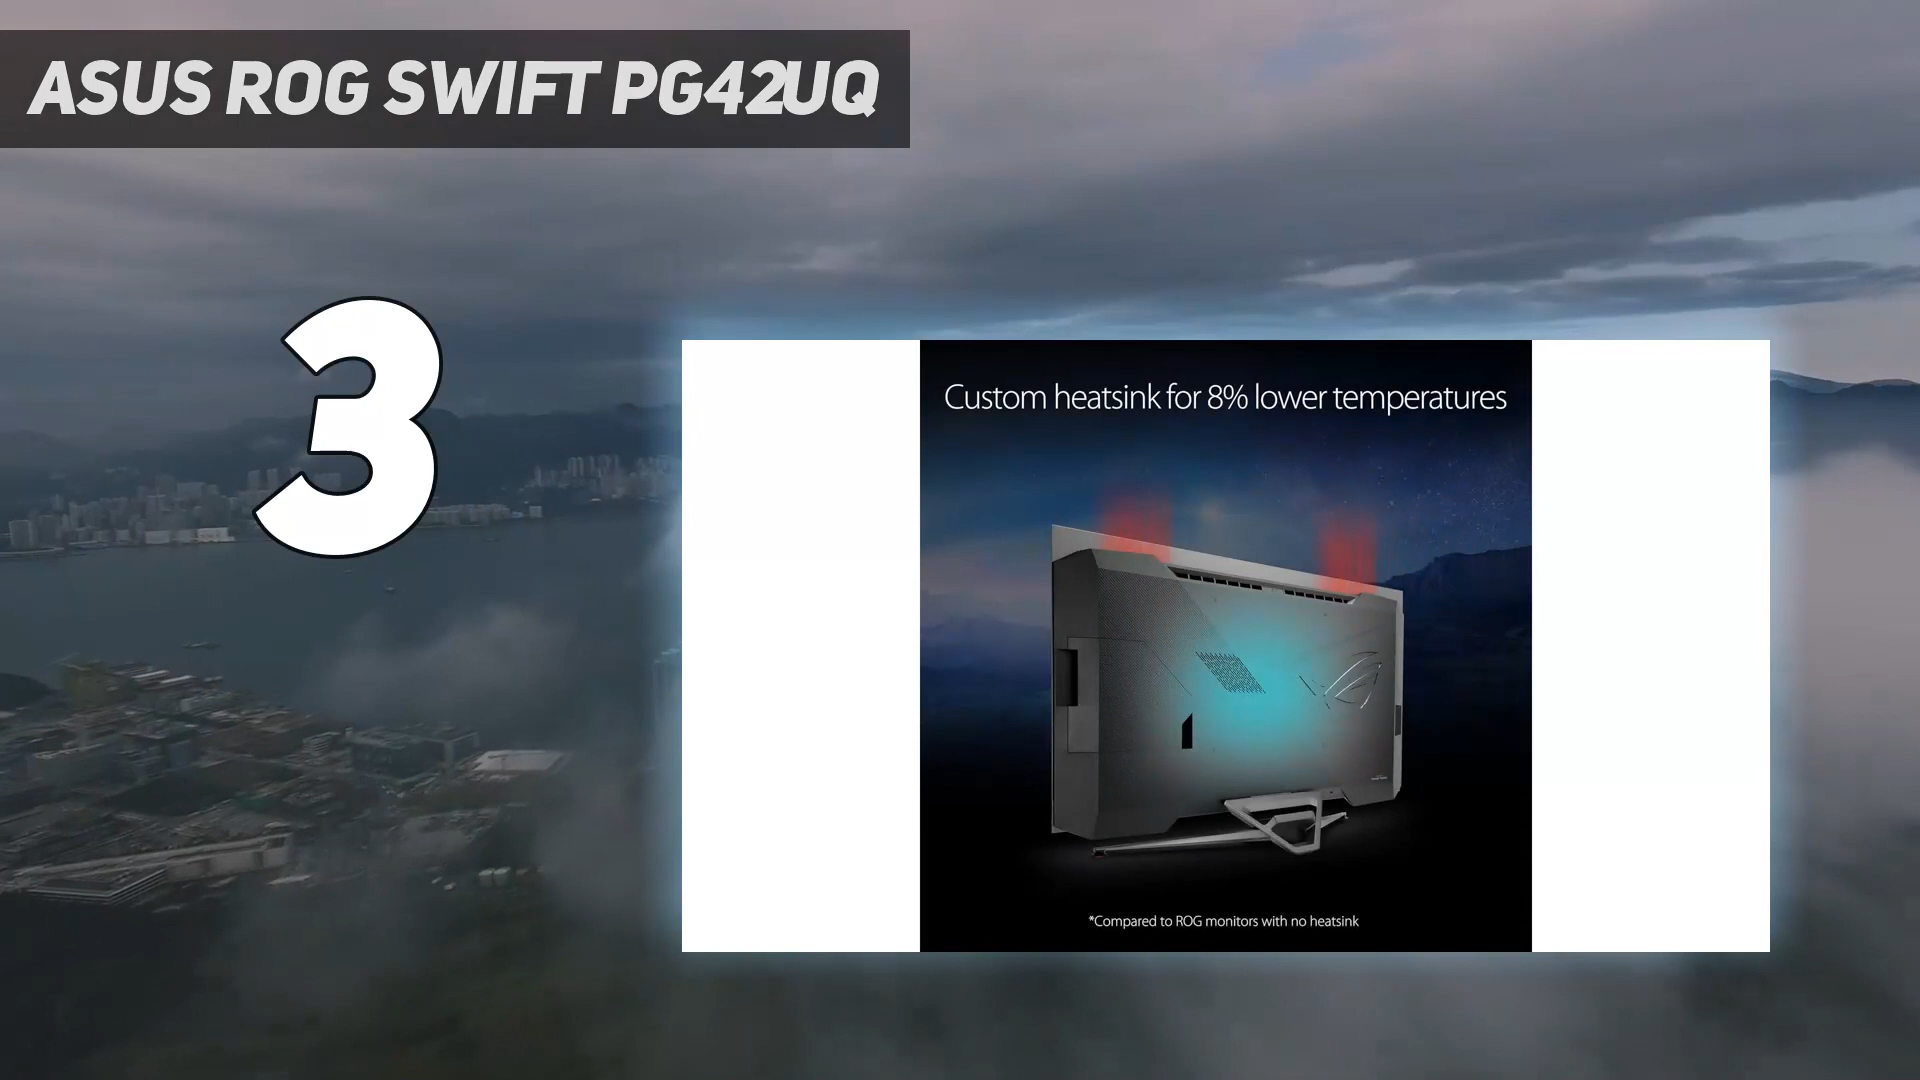 ASUS ROG SWIFT PG42UQ
3
Custom heatsink for 8% lower temperatures
*Compared to ROG monitors with no heatsink